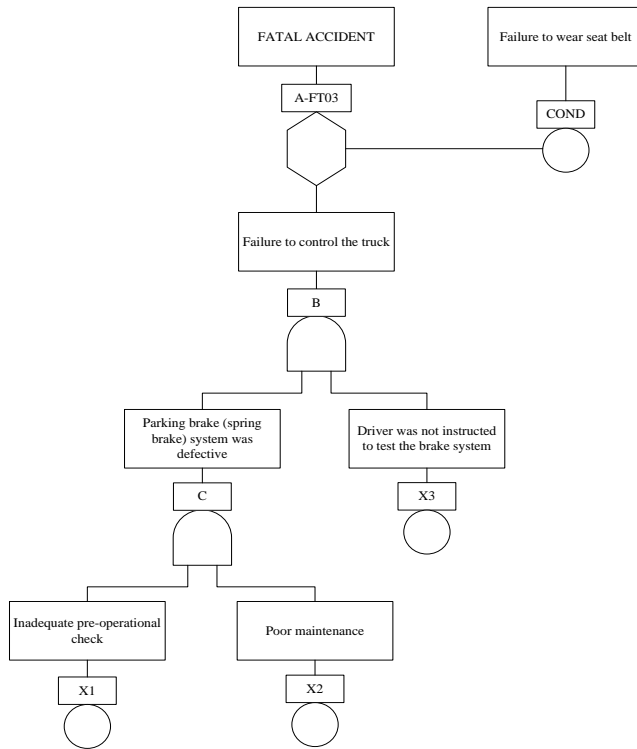 FATAL ACCIDENT
Failure to wear seat belt
A-FT03
COND
Failure to control the truck
B
Parking brake (spring
brake) system was
defective
Driver was not instructed
to test the brake system
C
X3
Inadequate pre-operational
check
Poor maintenance
X1
X2